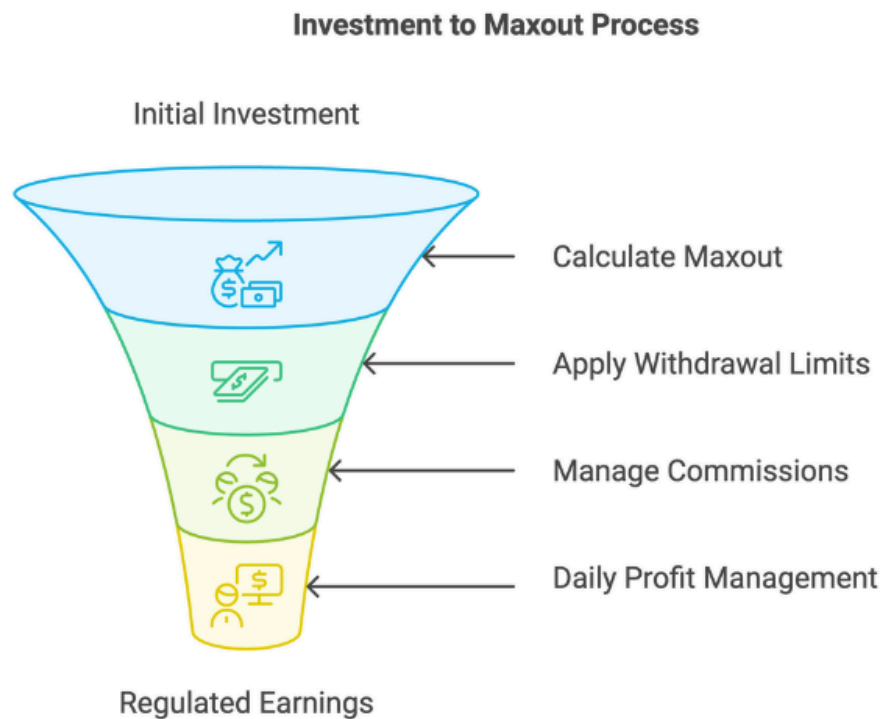 Investment to Maxout Process
Initial Investment
Calculate Maxout
Apply Withdrawal Limits
Manage Commissions
Daily Profit Management
Regulated Earnings